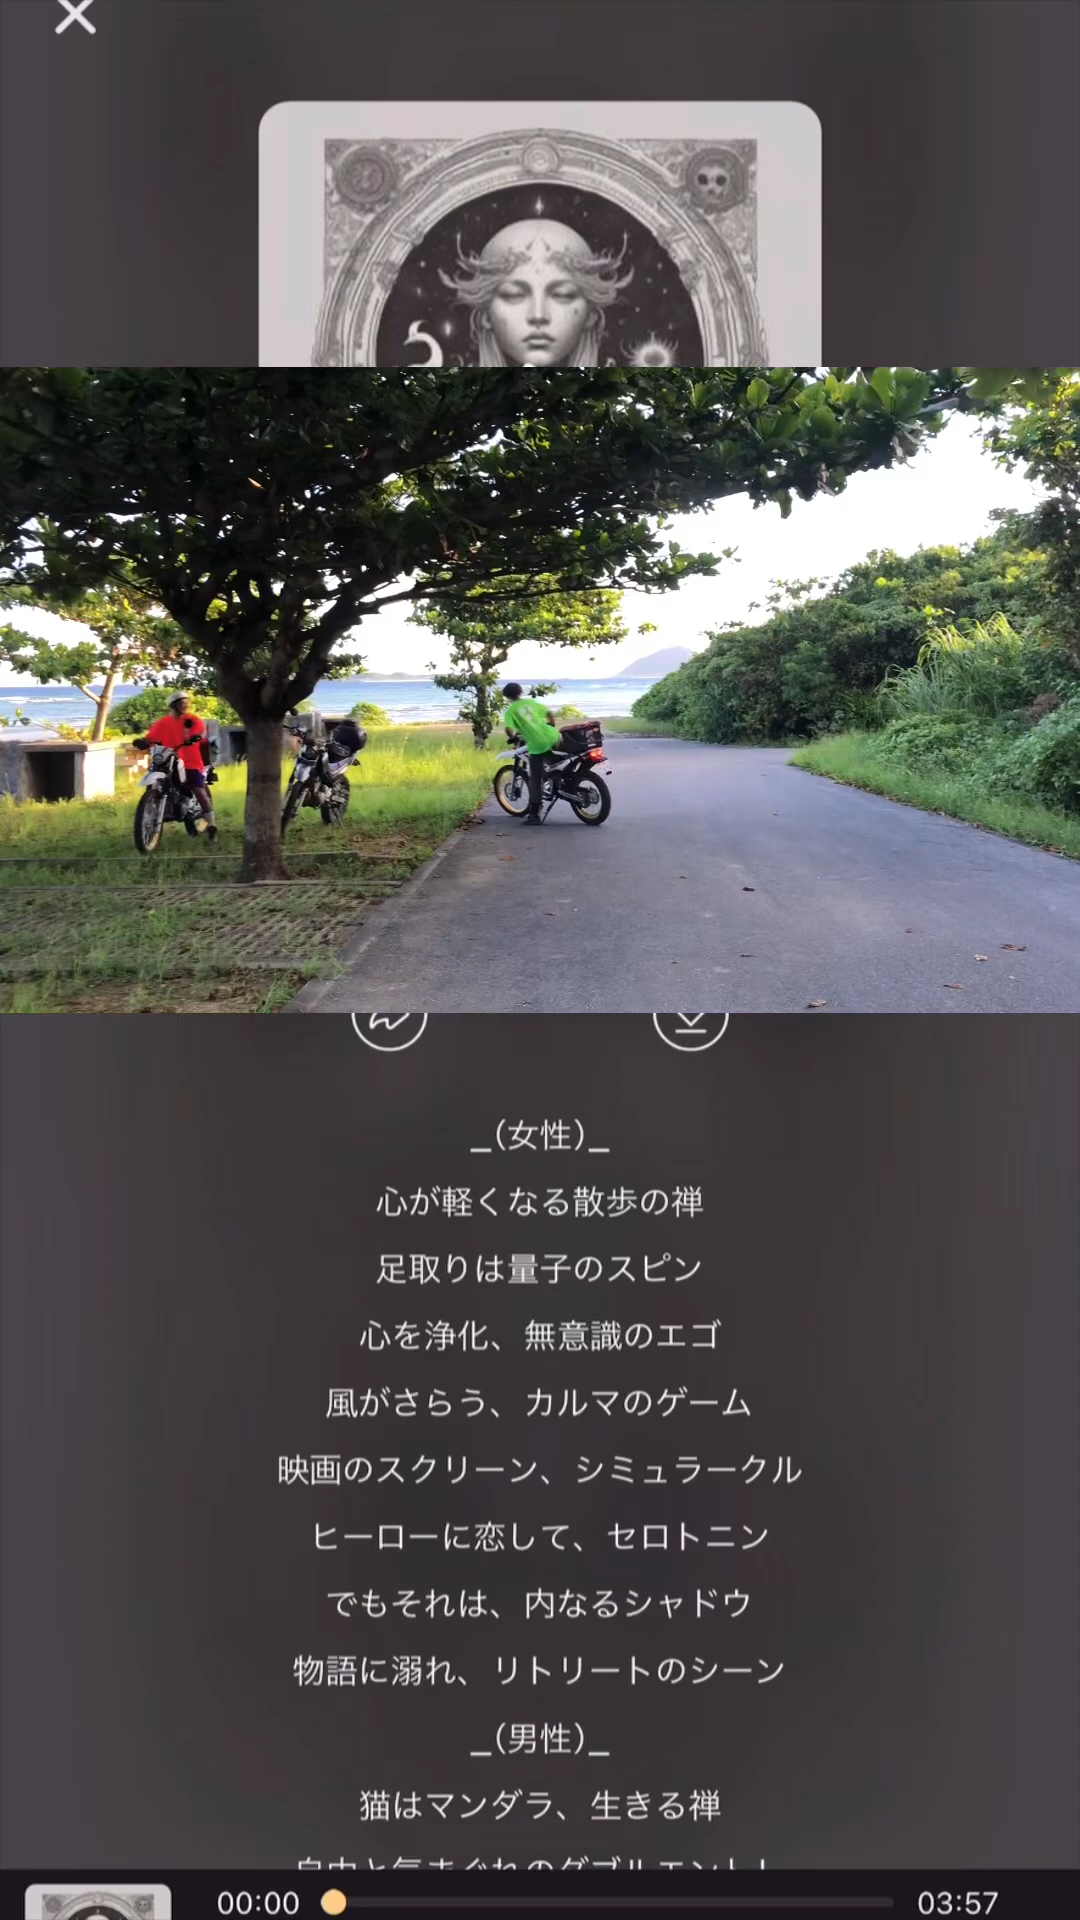 _(女性)_
心が軽くなる散歩の禅
足取りは量子のスピン
心を浄化、無意識のエゴ
風がさらう、カルマのゲーム
映画のスクリーン、シミュラークル
ヒーローに恋して、セロトニン
でもそれは、内なるシャドウ
物語に溺れ、リトリートのシーン
_(男性)_
猫はマンダラ、生きる禅
00:00 03:57